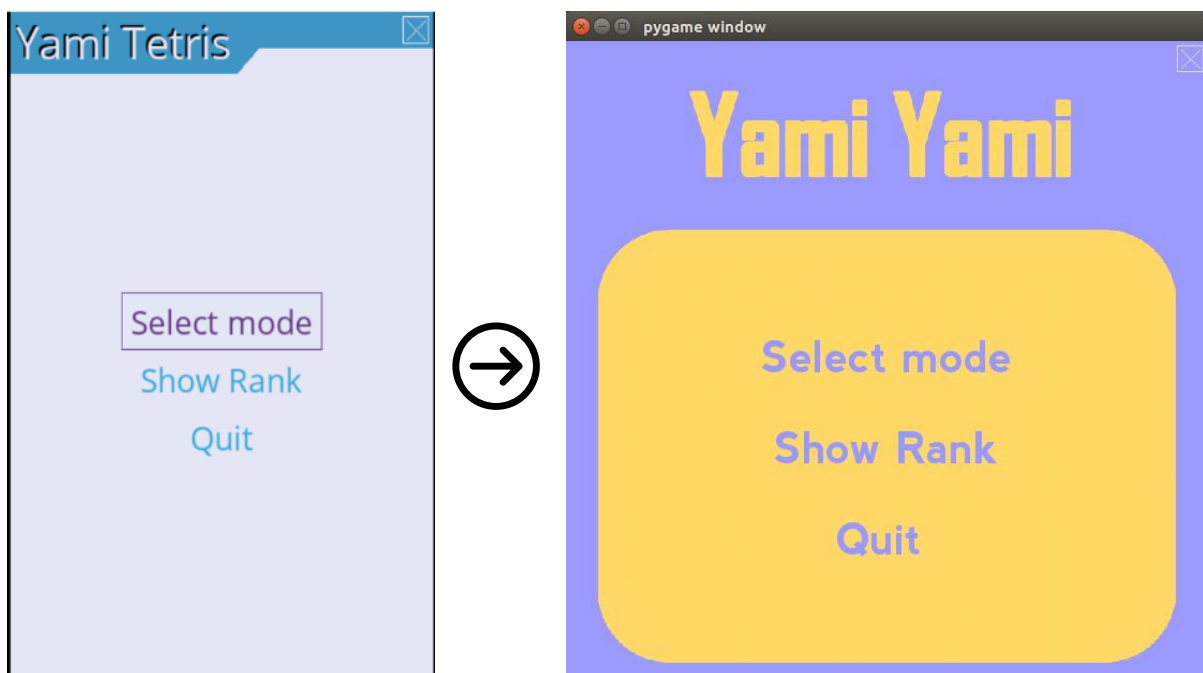 Yami Tetris
Select mode
Show Rank
Quit
pygame window
Yami Yami
Select mode
Show Rank
Quit